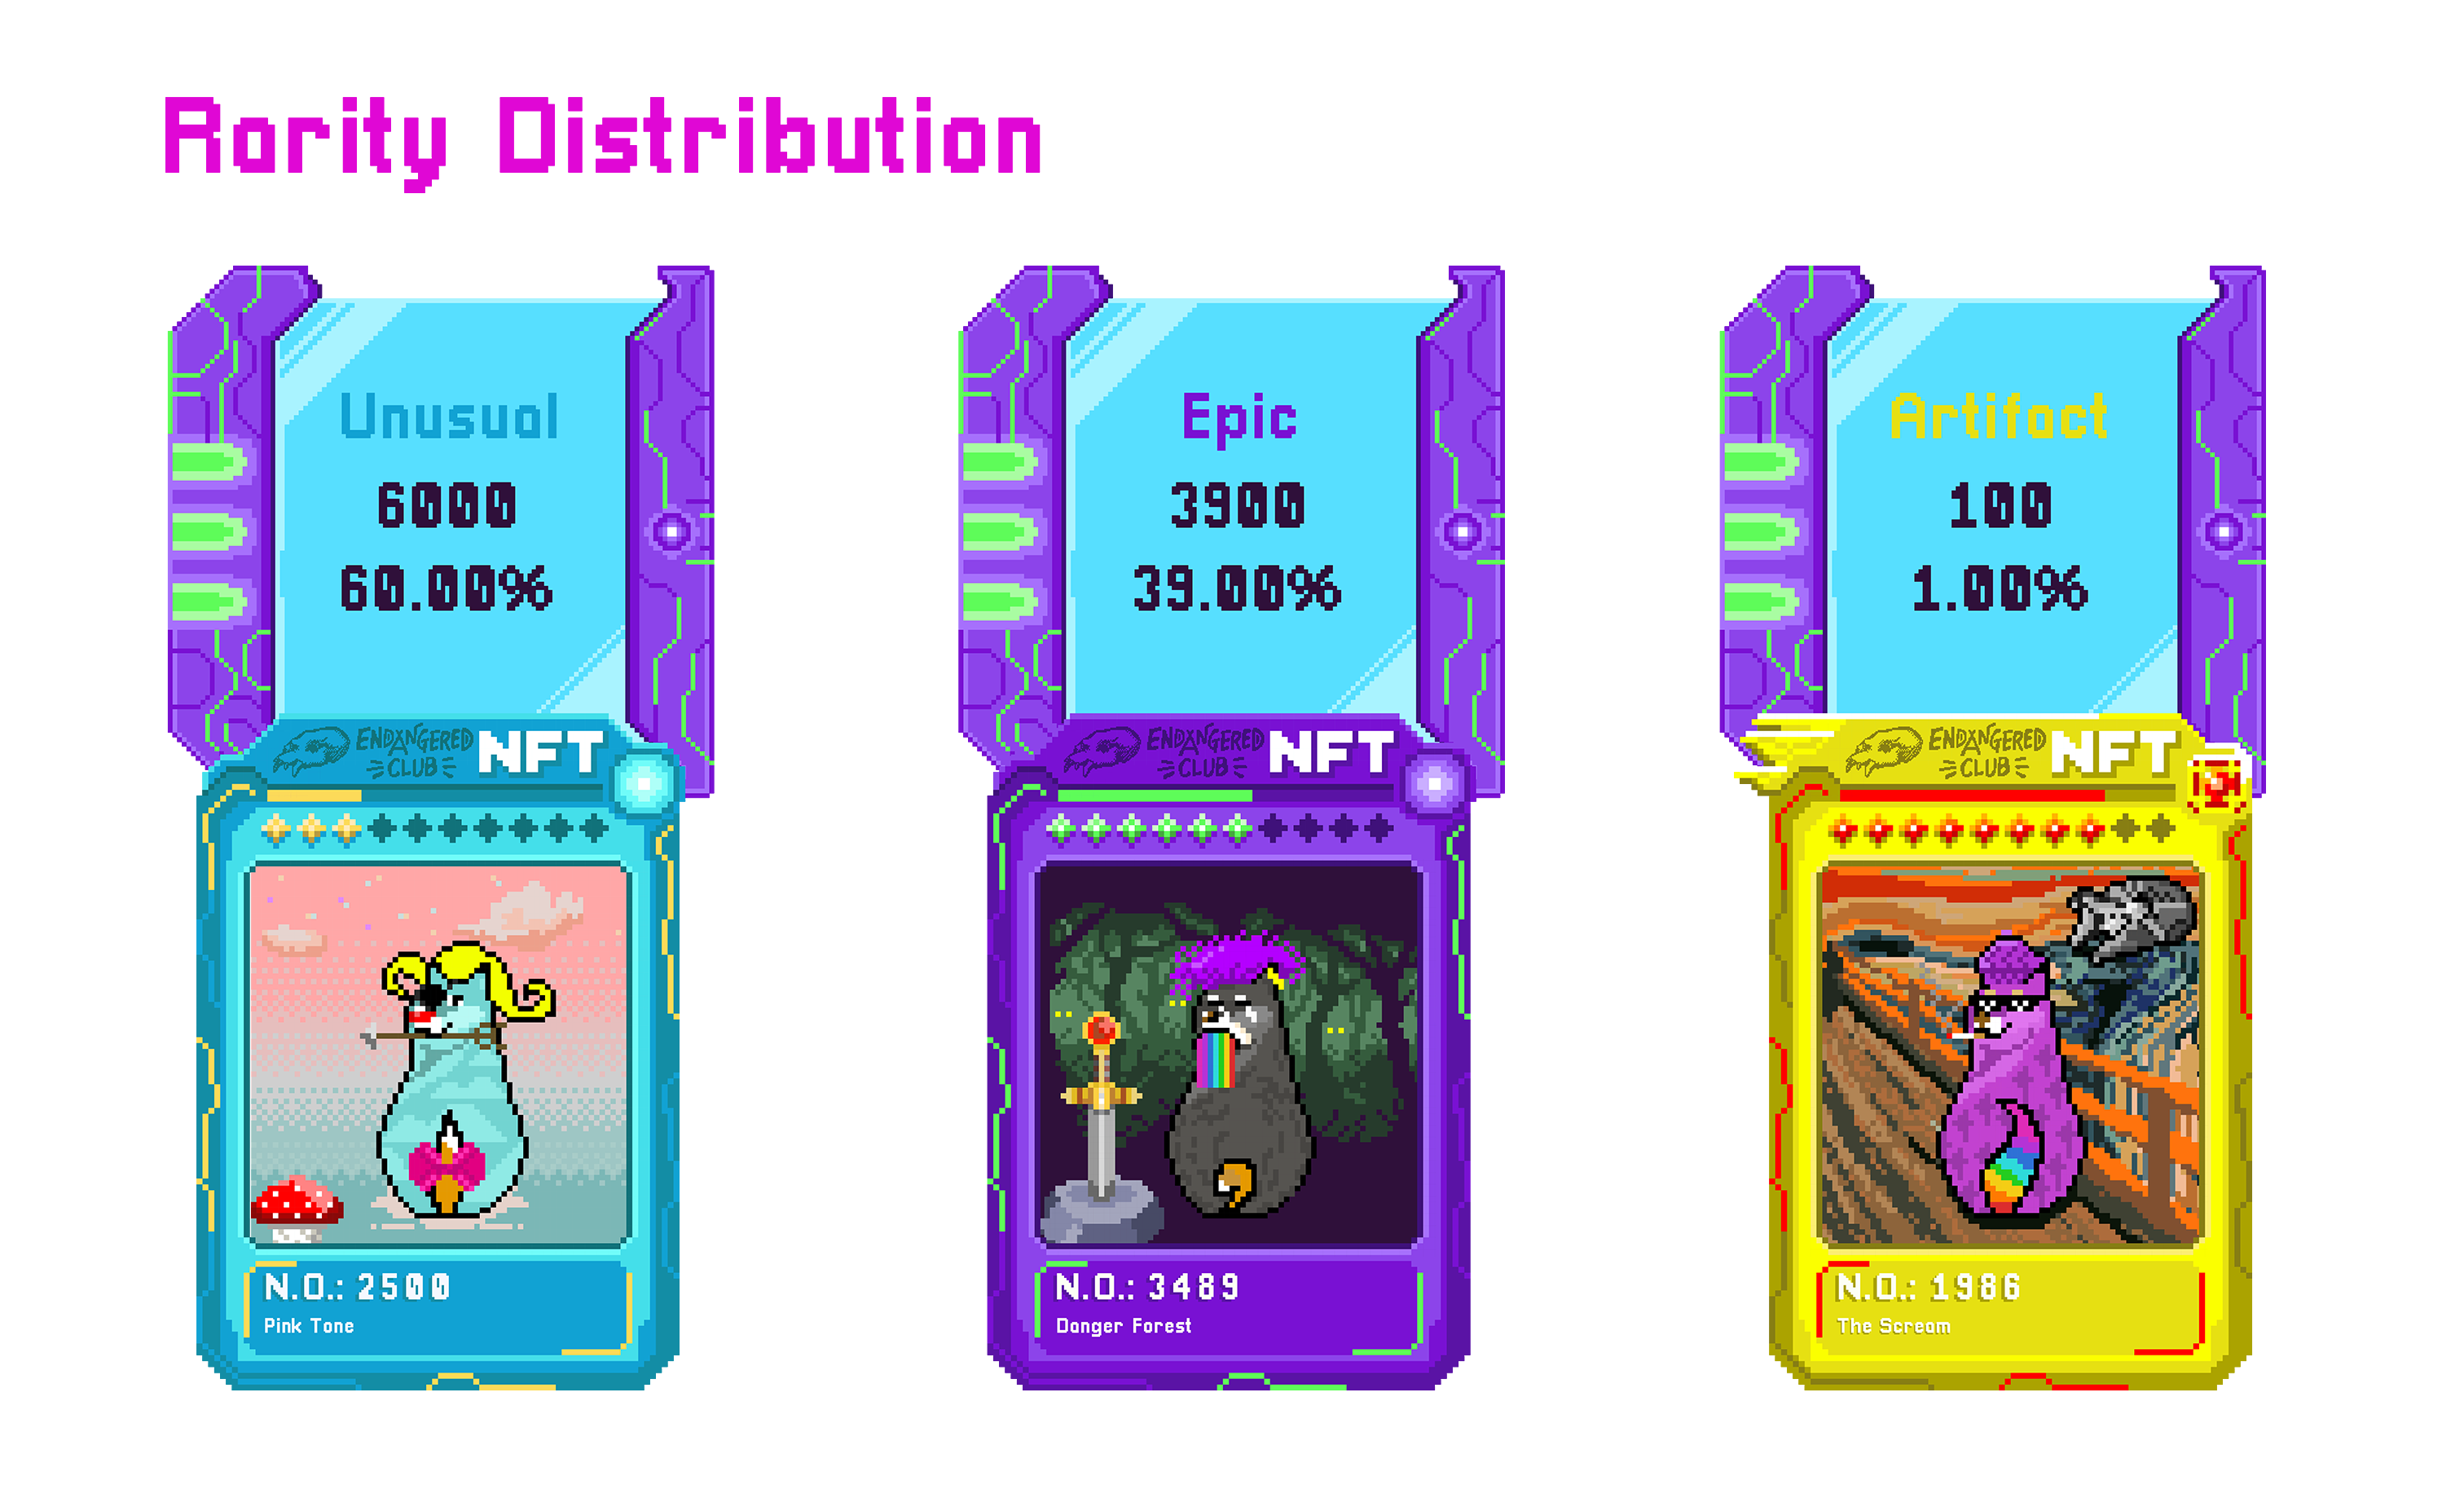 Rarity Distribution
Unusual
6000
60.00%
ENDANGERED
CLUB
NFT
N.O.: 2500
Pink Tone
Epic
3900
39.00%
ENDANGERED
CLUB
NFT
N.O.: 3489
Danger Forest
Artifact
100
1.00%
ENDANGERED
CLUB
NFT
N.O.: 1986
The Scream